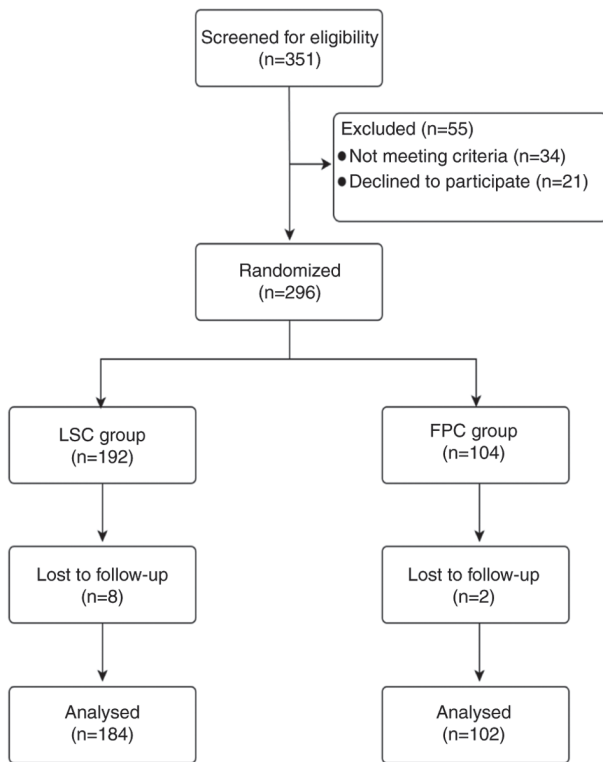 Screened for eligibility
(n=351)
Excluded (n=55)
● Not meeting criteria (n=34)
● Declined to participate (n=21)
Randomized
(n=296)
LSC group
(n=192)
FPC group
(n=104)
Lost to follow-up
(n=8)
Lost to follow-up
(n=2)
Analysed
(n=184)
Analysed
(n=102)